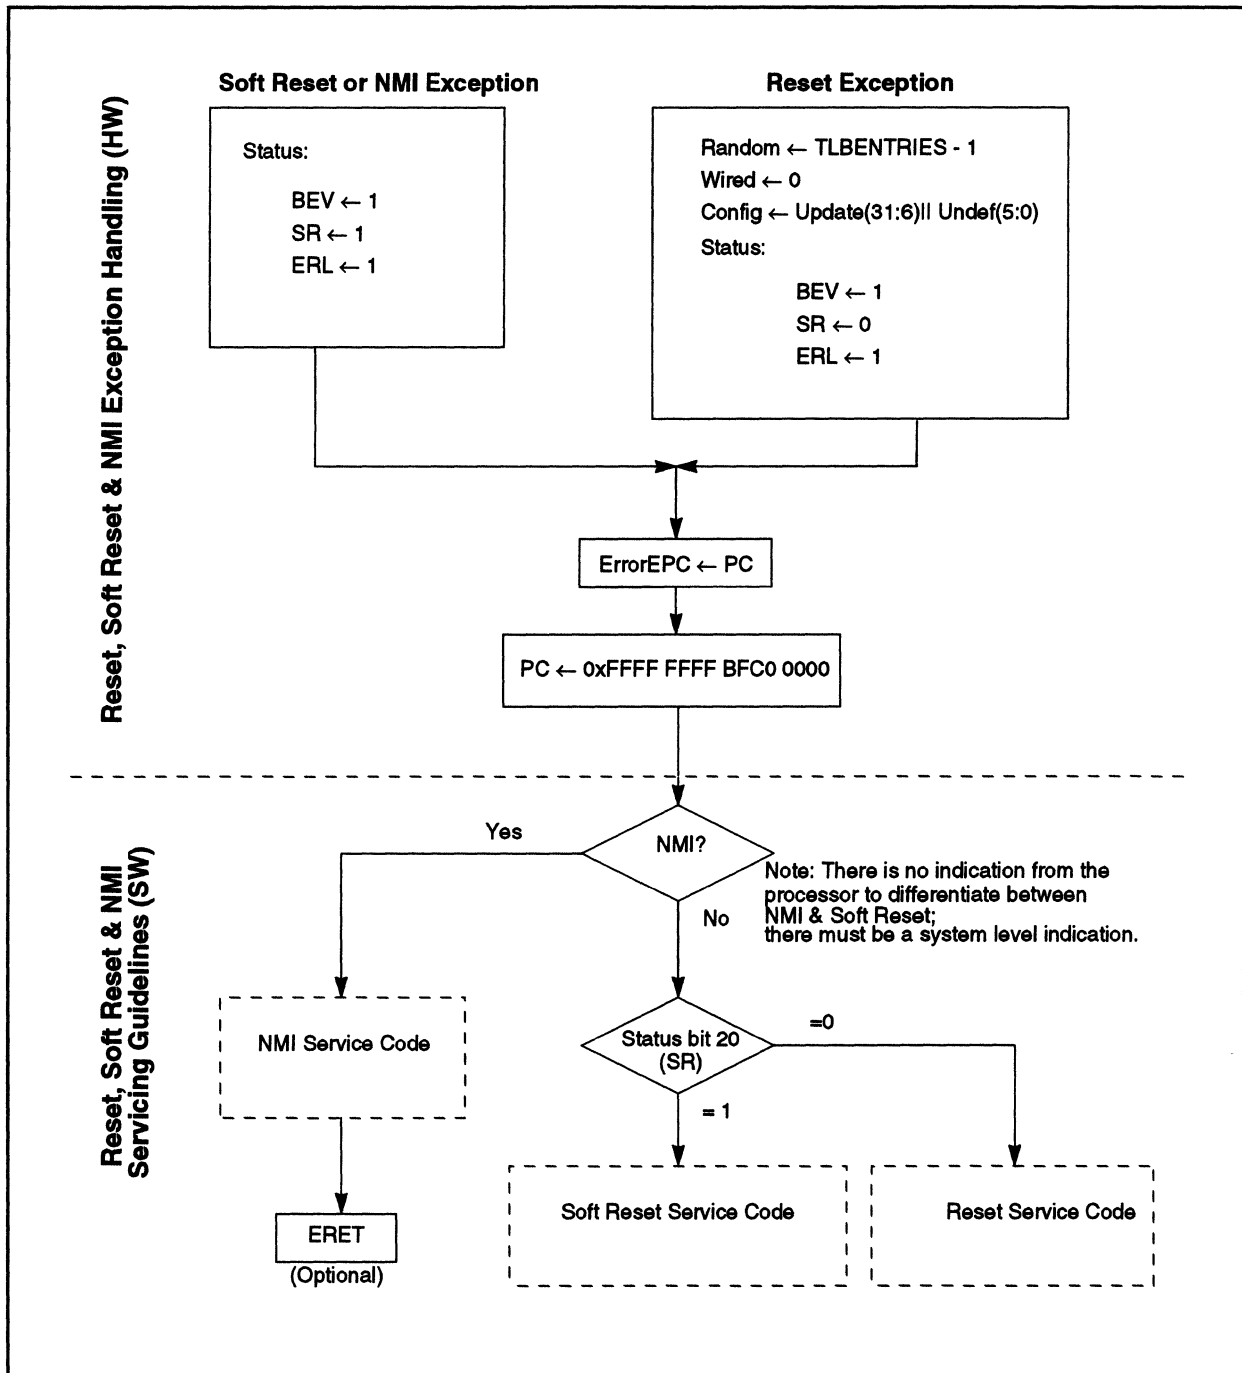 Reset, Soft Reset & NMI Exception Handling (HW)
Soft Reset or NMI Exception
Status:
BEV ← 1
SR ← 1
ERL ← 1
Reset Exception
Random ← TLBENTRIES - 1
Wired ← 0
Config ← Update(31:6)|| Undef(5:0)
Status:
BEV ← 1
SR ← 0
ERL ← 1
ErrorEPC ← PC
PC ← 0xFFFF FFFF BFC0 0000
Reset, Soft Reset & NMI
Servicing Guidelines (SW)
Yes
NMI?
No
Note: There is no indication from the
processor to differentiate between
NMI & Soft Reset;
there must be a system level indication.
NMI Service Code
Status bit 20
(SR)
=0
= 1
Soft Reset Service Code
Reset Service Code
ERET
(Optional)